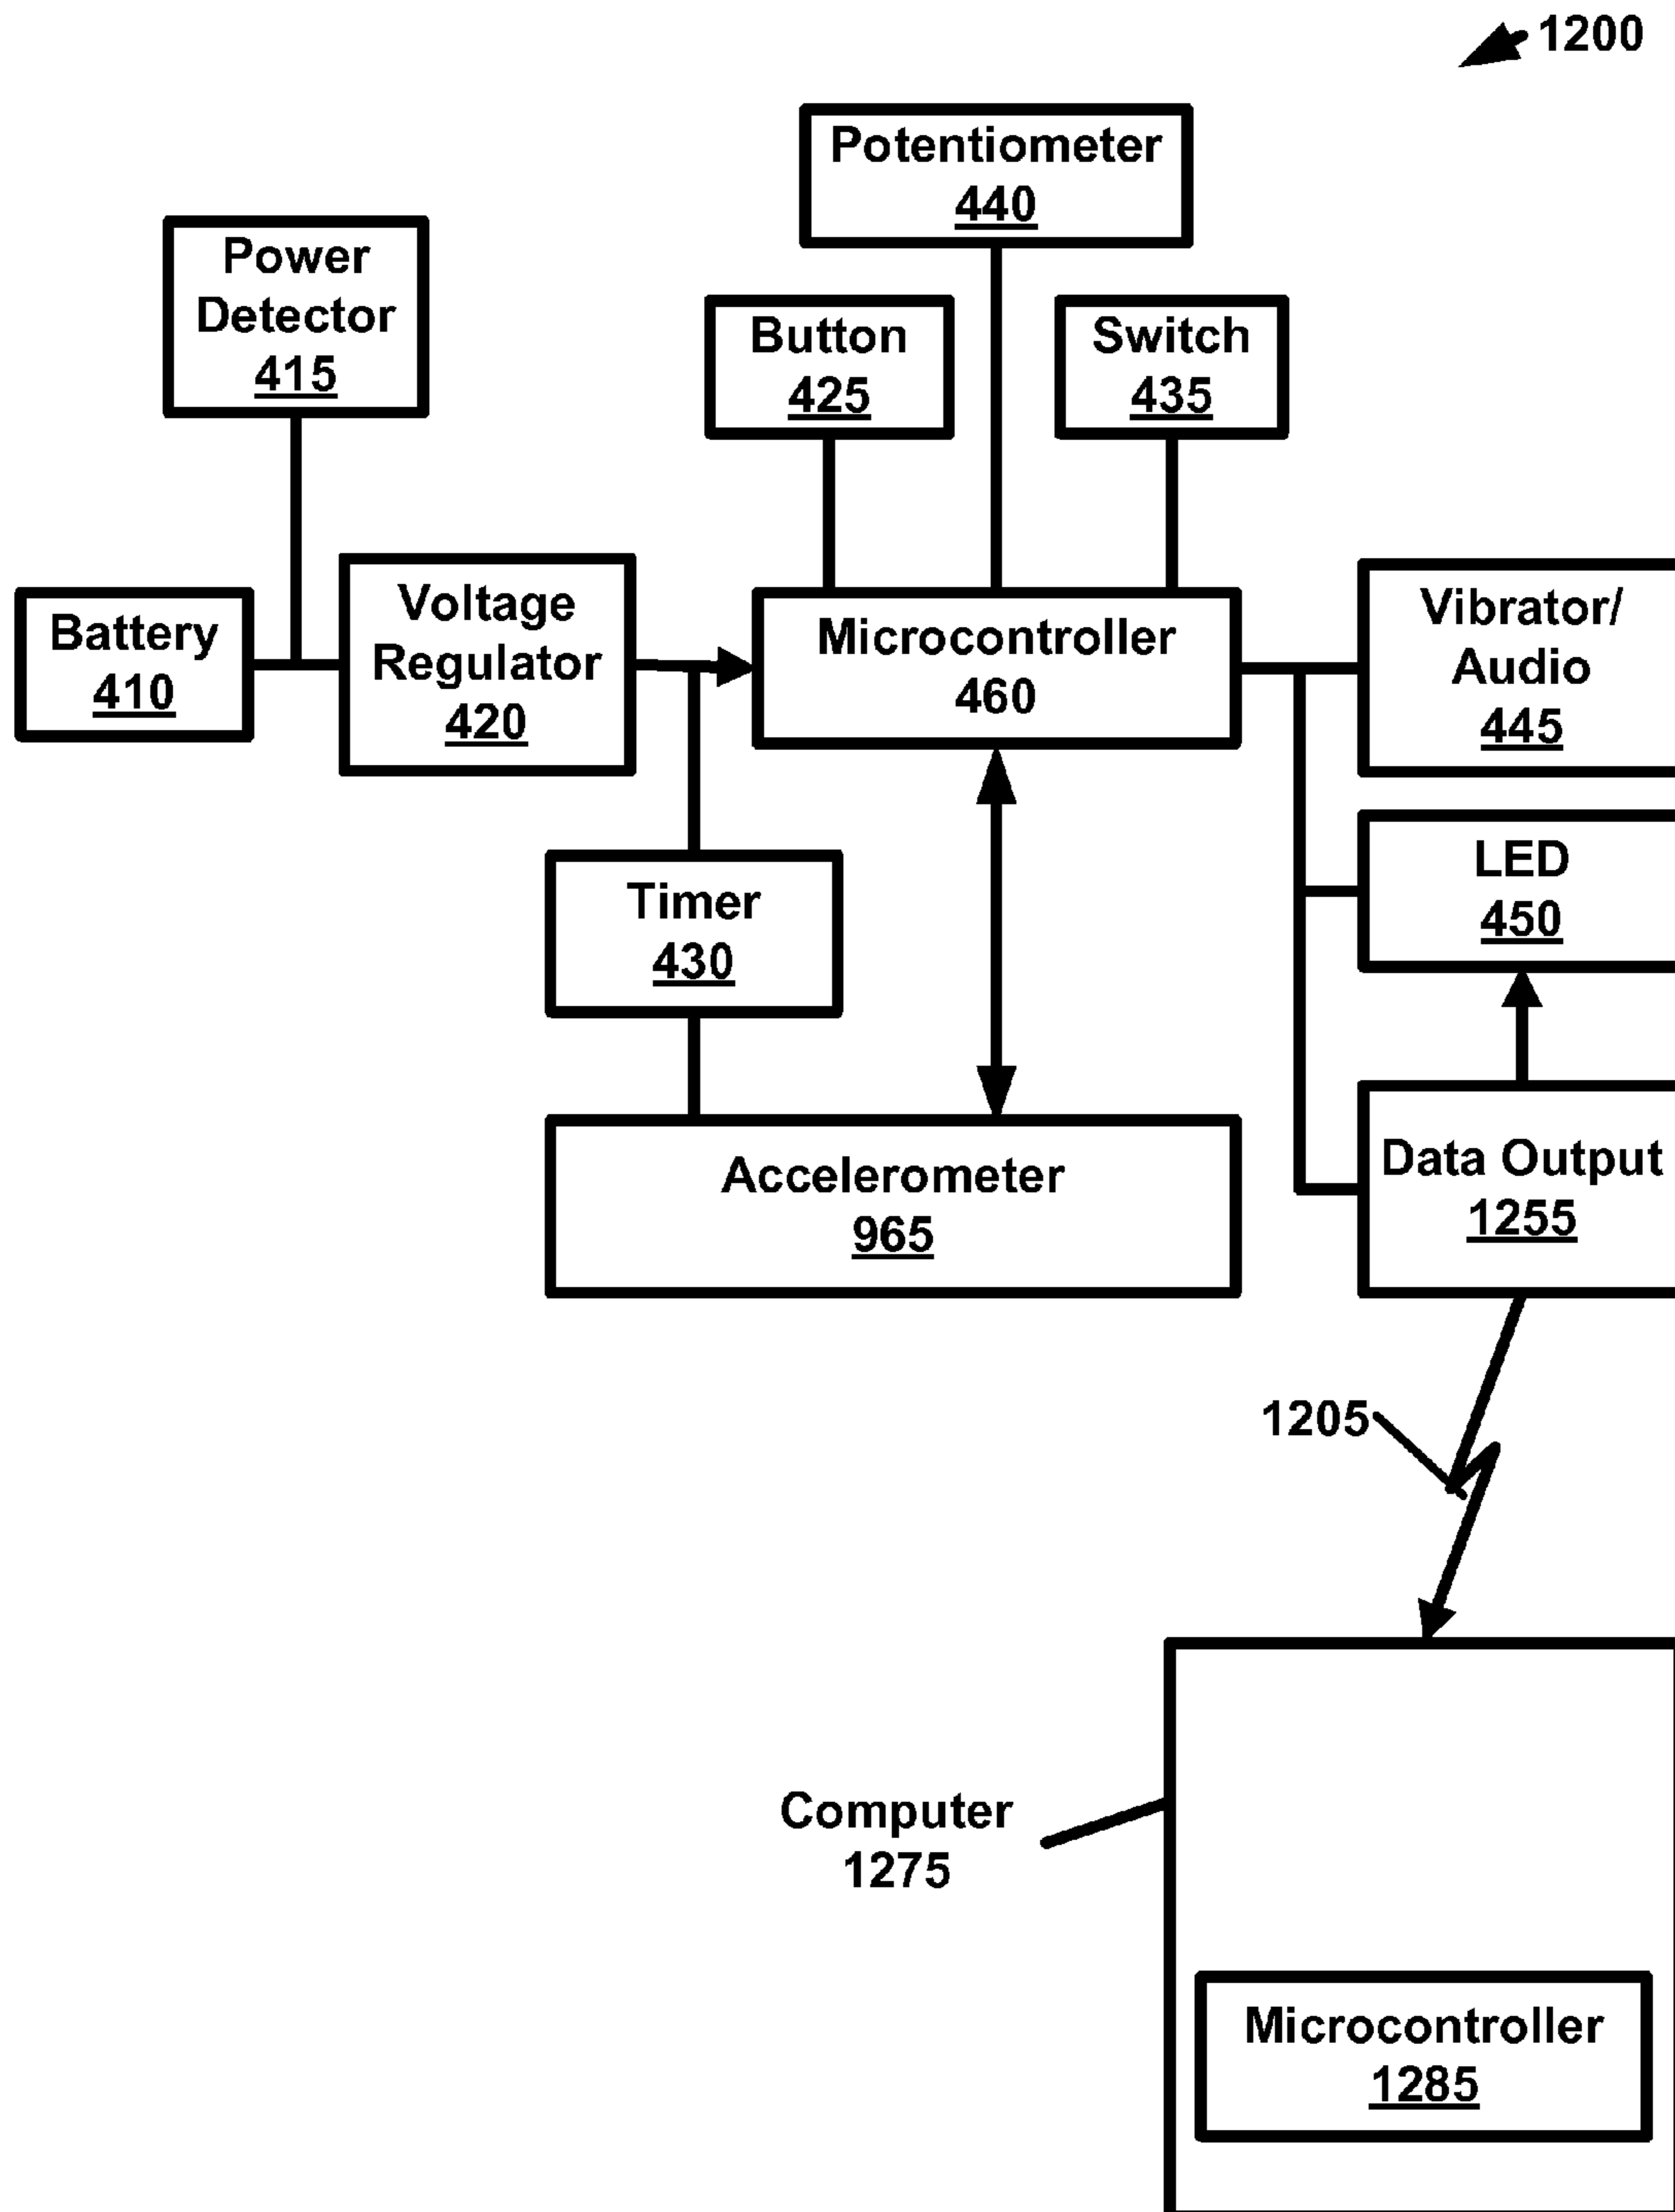 1200
Potentiometer
440
Power
Detector
415
Button
425
Switch
435
Battery
410
Voltage
Regulator
420
Microcontroller
460
Vibrator/
Audio
445
LED
450
Timer
430
Accelerometer
965
Data Output
1255
1205
Computer
1275
Microcontroller
1285